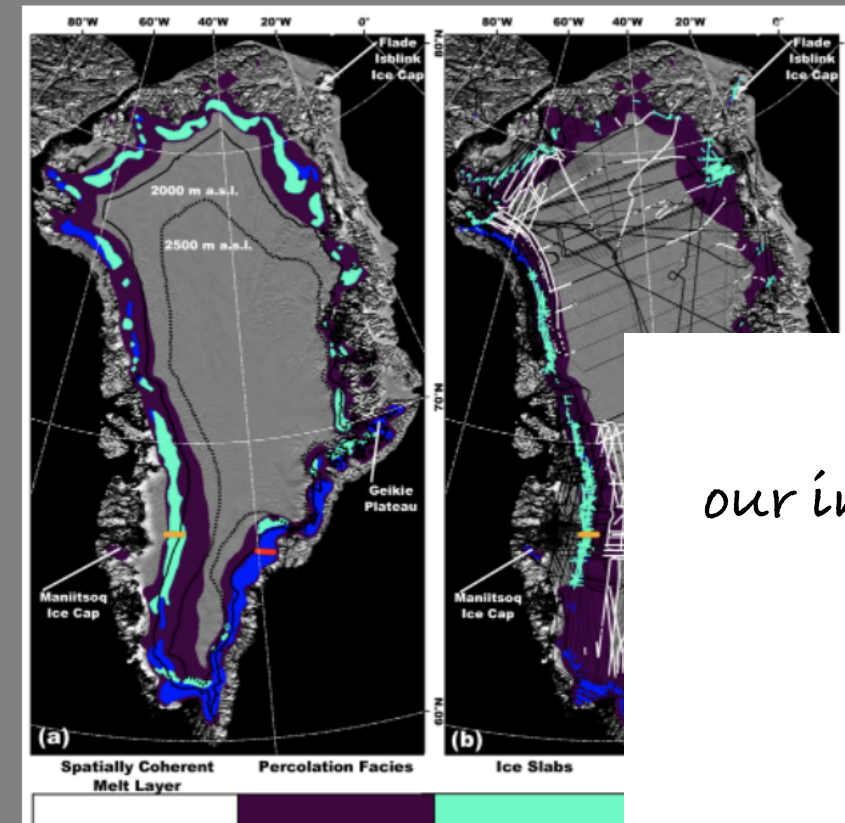 80°W 60°W 40°W 20°W 0°
80°W 60°W 40°W 20°W 0°
80°N
Flade
Isblink
Ice Cap
Flade
Isblink
Ice Cap
2000 m a.s.l.
2500 m a.s.l.
70°N
our
Geikie
Plateau
Maniitsoq
Ice Cap
Maniitsoq
Ice Cap
60°N
(a)
(b)
Spatially Coherent
Melt Layer
Percolation Facies
Ice Slabs